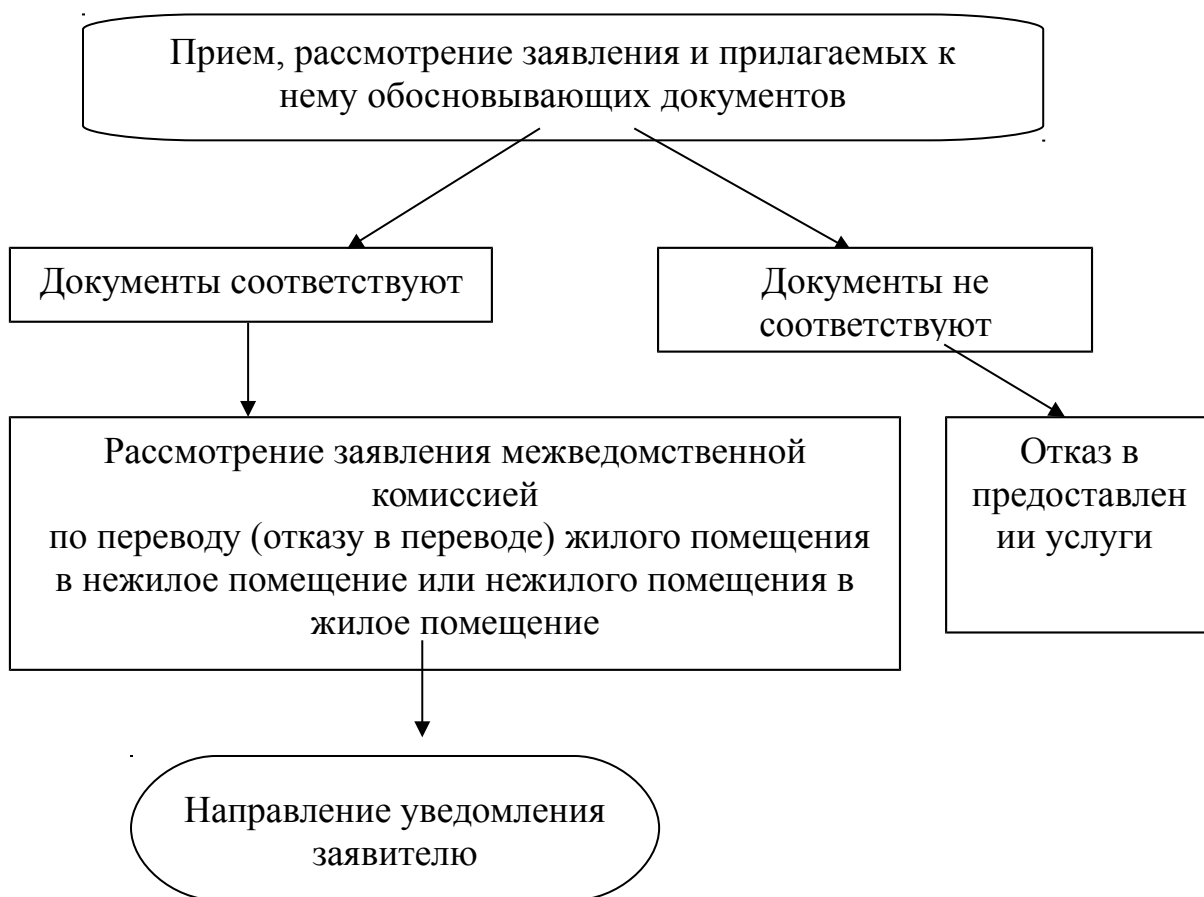 Прием, рассмотрение заявления и прилагаемых к
нему обосновывающих документов
Документы соответствуют
Документы не
соответствуют
Рассмотрение заявления межведомственной
комиссией
по переводу (отказу в переводе) жилого помещения
в нежилое помещение или нежилого помещения в
жилое помещение
Отказ в
предоставлен
ии услуги
Направление уведомления
заявителю